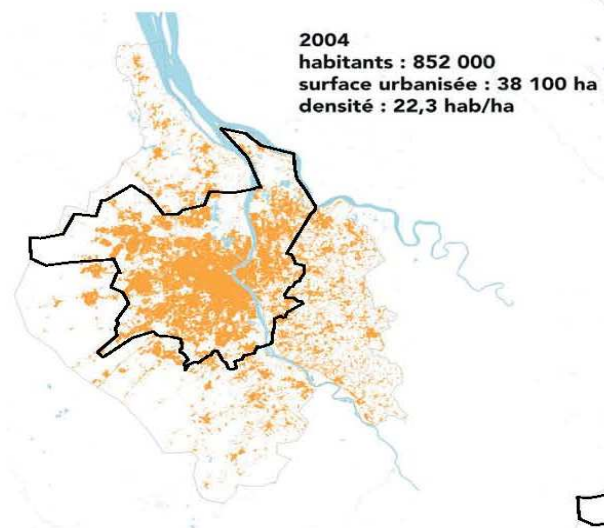 2004
habitants : 852 000
surface urbanisée : 38 100 ha
densité : 22,3 hab/ha